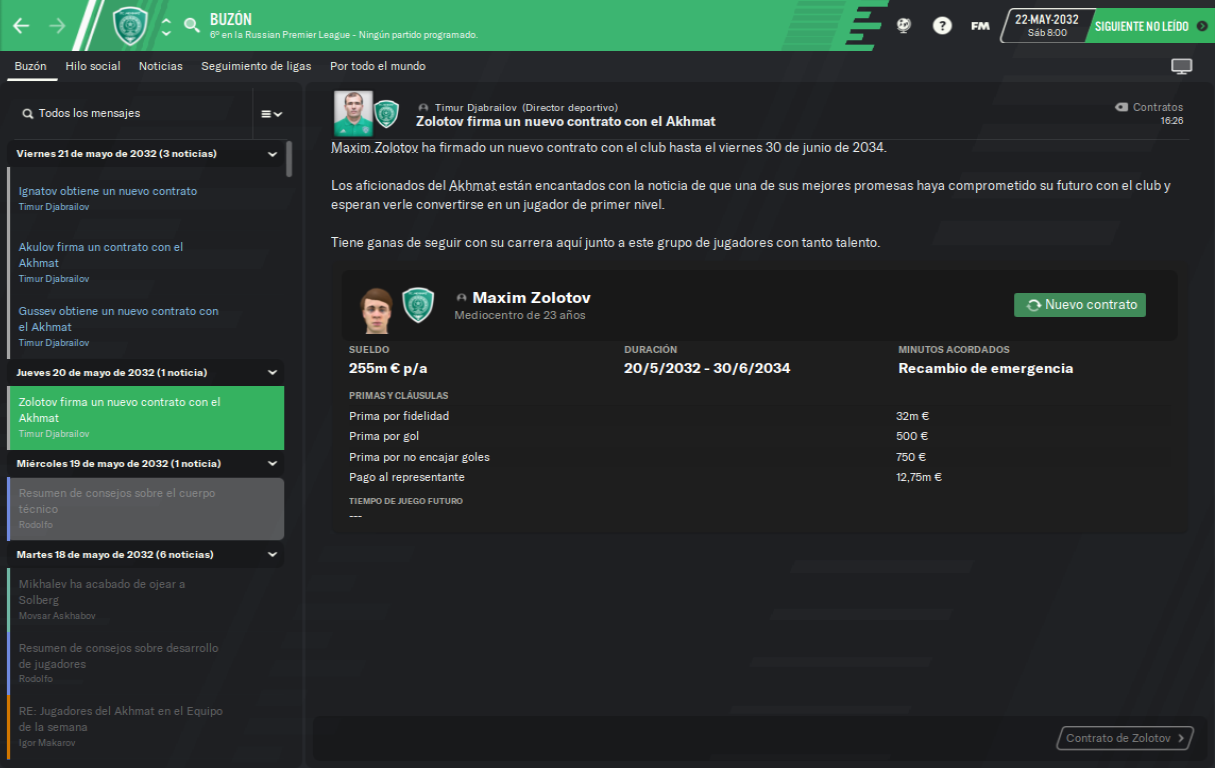 BUZÓN
6º en la Russian Premier League - Ningún partido programado.
?
FM
22-MAY-2032
Sáb 8:00
SIGUIENTE NO LEÍDO
Buzón
Hilo social
Noticias
Seguimiento de ligas
Por todo el mundo
Todos los mensajes
Viernes 21 de mayo de 2032 (3 noticias)
Ignatov obtiene un nuevo contrato
Timur Djabrailov
Akulov firma un contrato con el
Akhmat
Timur Djabrailov
Gussev obtiene un nuevo contrato con
el Akhmat
Timur Djabrailov
Jueves 20 de mayo de 2032 (1 noticia)
Zolotov firma un nuevo contrato con el
Akhmat
Timur Djabrailov
Miércoles 19 de mayo de 2032 (1 noticia)
Resumen de consejos sobre el cuerpo
técnico
Rodolfo
Martes 18 de mayo de 2032 (6 noticias)
Mikhalev ha acabado de ojear a
Solberg
Movsar Askhabov
Resumen de consejos sobre desarrollo
de jugadores
Rodolfo
RE: Jugadores del Akhmat en el Equipo
de la semana
Igor Makarov
Timur Djabrailov (Director deportivo)
Zolotov firma un nuevo contrato con el Akhmat
Contratos
16:26
Maxim Zolotov ha firmado un nuevo contrato con el club hasta el viernes 30 de junio de 2034.
Los aficionados del Akhmat están encantados con la noticia de que una de sus mejores promesas haya comprometido su futuro con el club y
esperan verle convertirse en un jugador de primer nivel.
Tiene ganas de seguir con su carrera aquí junto a este grupo de jugadores con tanto talento.
Maxim Zolotov
Mediocentro de 23 años
Nuevo contrato
SUELDO
DURACIÓN
MINUTOS ACORDADOS
255m € p/a
20/5/2032 - 30/6/2034
Recambio de emergencia
PRIMAS Y CLÁUSULAS
Prima por fidelidad
32m €
Prima por gol
500 €
Prima por no encajar goles
750 €
Pago al representante
12,75m €
TIEMPO DE JUEGO FUTURO
---
Contrato de Zolotov